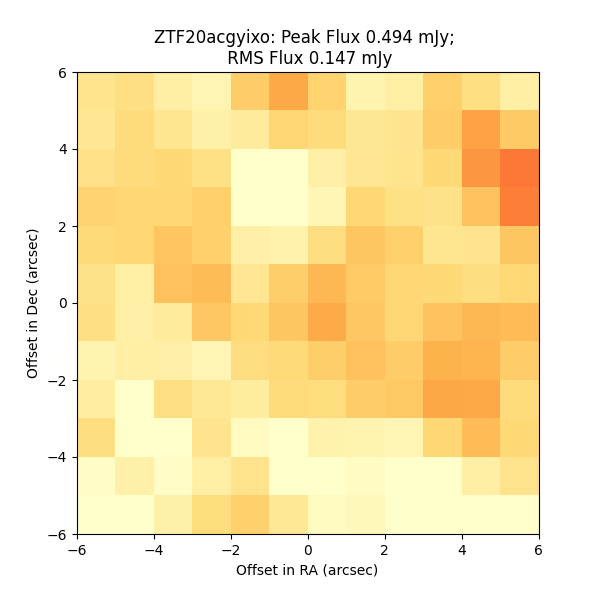 ZTF20acgyixo: Peak Flux 0.494 mJy;
RMS Flux 0.147 mJy
6
4
2
0
−2
−4
−6
Offset in Dec (arcsec)
−6 −4 −2 0 2 4 6
Offset in RA (arcsec)